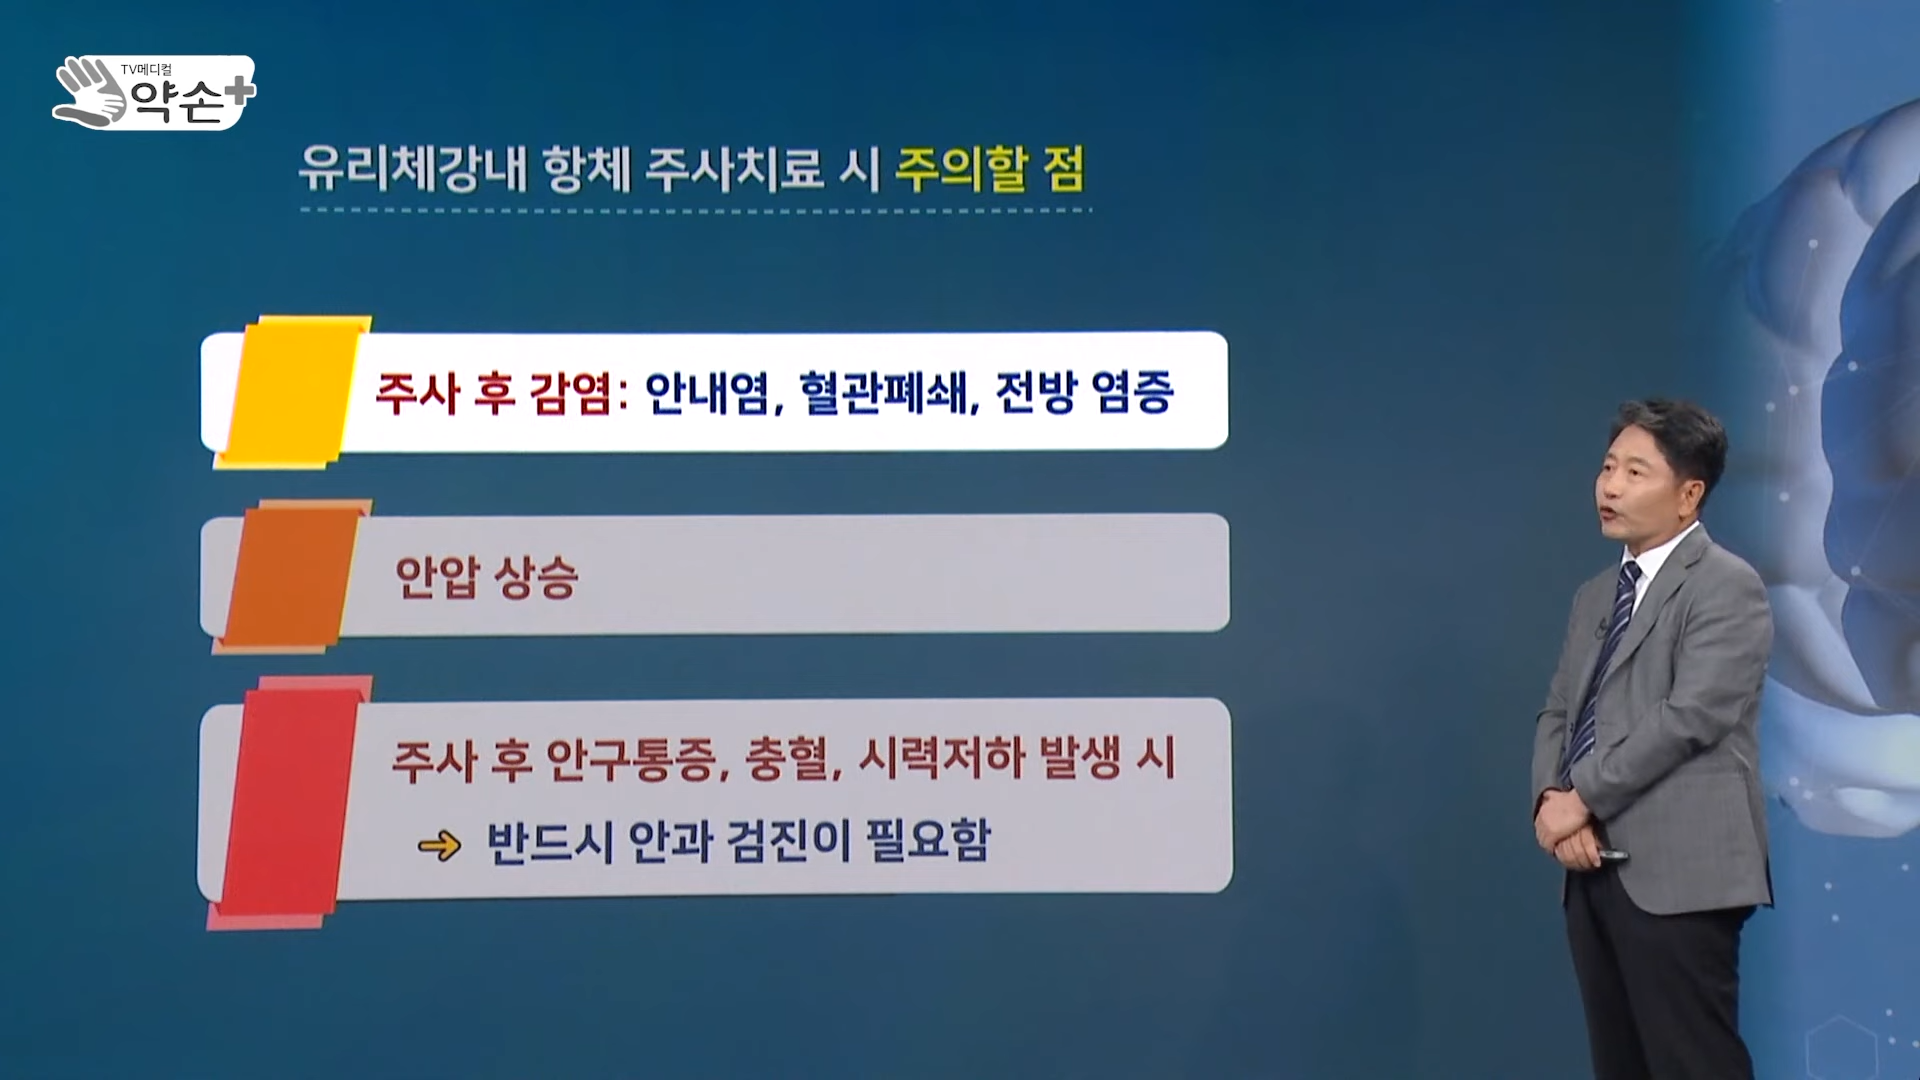 TV메디컬
약손+
유리체강내 항체 주사치료 시 주의할 점
주사 후 감염: 안내염, 혈관폐쇄, 전방 염증
안압 상승
주사 후 안구통증, 충혈, 시력저하 발생 시
➔ 반드시 안과 검진이 필요함